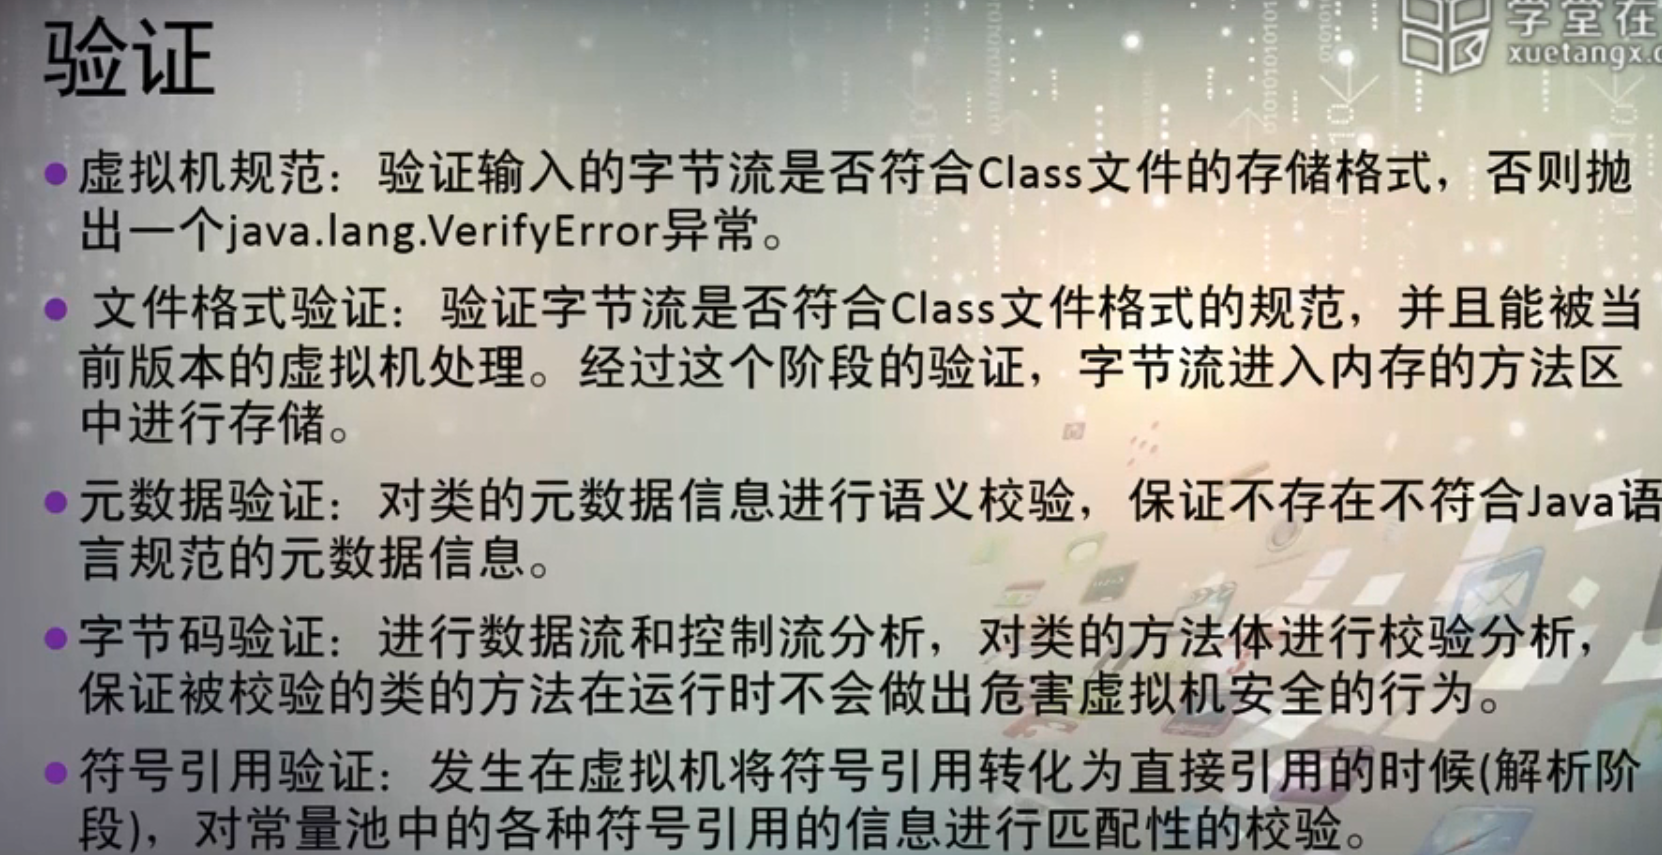 验证
学堂在
xuetangx.c
•虚拟机规范：验证输入的字节流是否符合Class文件的存储格式，否则抛
出一个java.lang.VerifyError异常。
• 文件格式验证：验证字节流是否符合Class文件格式的规范，并且能被当
前版本的虚拟机处理。经过这个阶段的验证，字节流进入内存的方法区
中进行存储。
•元数据验证：对类的元数据信息进行语义校验，保证不存在不符合Java语
言规范的元数据信息。
•字节码验证：进行数据流和控制流分析，对类的方法体进行校验分析，
保证被校验的类的方法在运行时不会做出危害虚拟机安全的行为。
•符号引用验证：发生在虚拟机将符号引用转化为直接引用的时候(解析阶
段)，对常量池中的各种符号引用的信息进行匹配性的校验。